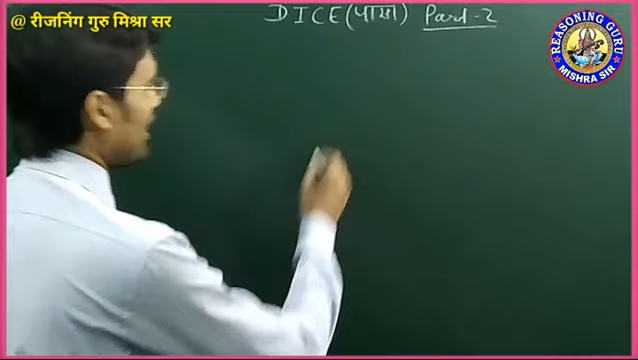 @ रीजनिंग गुरु मिश्रा सर
DICE (पासा) Part-2
REASONING GURU
MISHRA SIR